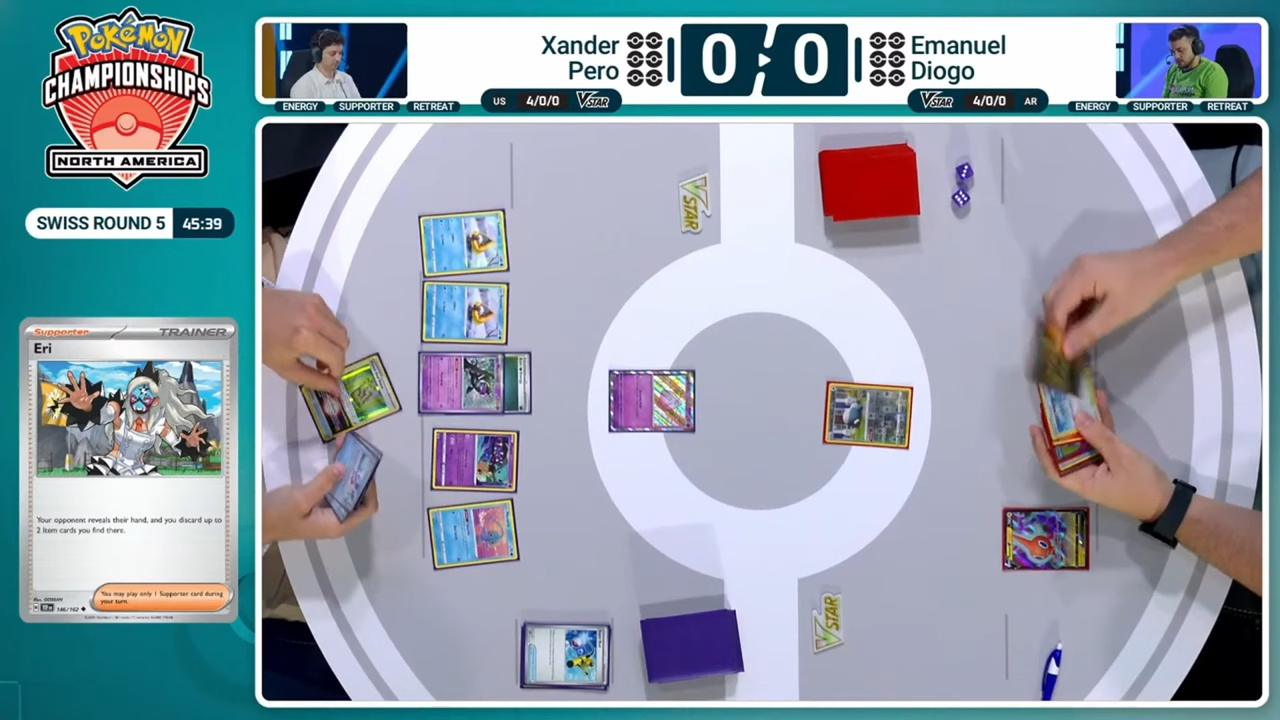 POKÉMON
CHAMPIONSHIPS
NORTH AMERICA
SWISS ROUND 5 45:39
Xander
Pero
0 0
Emanuel
Diogo
ENERGY SUPPORTER RETREAT
US 4/0/0 VSTAR
VSTAR 4/0/0 AR
ENERGY SUPPORTER RETREAT
VSTAR
VSTAR
Supporter TRAINER
Eri
Your opponent reveals their hand, and you discard up to
2 Item cards you find there.
You may play only 1 Supporter card during
your turn.
146/162